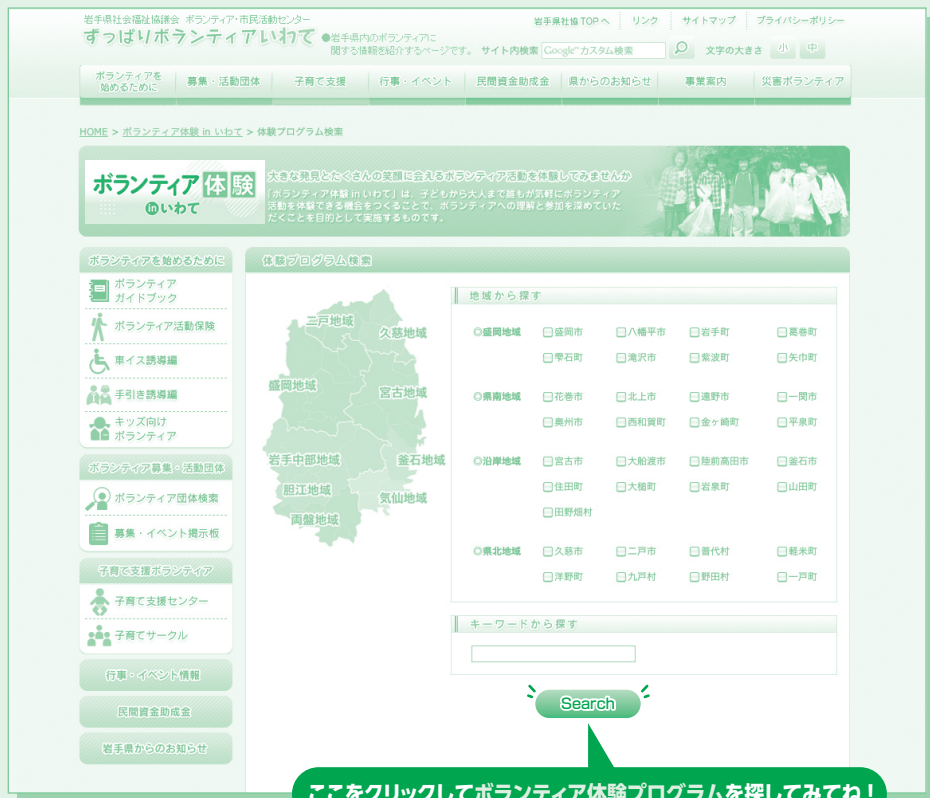 岩手県社会福祉協議会 ボランティア・市民活動センター
ずっぱりボランティアいわて
●岩手県内のボランティアに
関する情報を紹介するページです。
岩手県社協 TOP へ リンク サイトマップ プライバシーポリシー
サイト内検索 Google™ カスタム検索 文字の大きさ 小 中
ボランティアを
始めるために
募集・活動団体
子育て支援
行事・イベント
民間資金助成金
県からのお知らせ
事業案内
災害ボランティア
HOME > ボランティア体験 in いわて > 体験プログラム検索
ボランティア体験
inいわて
大きな発見とたくさんの笑顔に会えるボランティア活動を体験してみませんか
「ボランティア体験 in いわて」は、子どもから大人まで誰もが気軽にボランティア
活動を体験できる機会をつくることで、ボランティアへの理解と参加を深めていた
だくことを目的として実施するものです。
ボランティアを始めるために
ボランティア
ガイドブック
ボランティア活動保険
車イス誘導編
手引き誘導編
キッズ向け
ボランティア
ボランティア募集・活動団体
ボランティア団体検索
募集・イベント掲示板
子育て支援ボランティア
子育て支援センター
子育てサークル
行事・イベント情報
民間資金助成金
岩手県からのお知らせ
体験プログラム検索
二戸地域
久慈地域
盛岡地域
宮古地域
岩手中部地域
釜石地域
胆江地域
気仙地域
両盤地域
地域から探す
◎盛岡地域 盛岡市 八幡平市 岩手町 葛巻町
雫石町 滝沢市 紫波町 矢巾町
◎県南地域 花巻市 北上市 遠野市 一関市
奥州市 西和賀町 金ヶ崎町 平泉町
◎沿岸地域 宮古市 大船渡市 陸前高田市 釜石市
住田町 大槌町 岩泉町 山田町
田野畑村
◎県北地域 久慈市 二戸市 普代村 軽米町
洋野町 九戸村 野田村 一戸町
キーワードから探す
Search
ここをクリックしてボランティア体験プログラムを探してみてね！